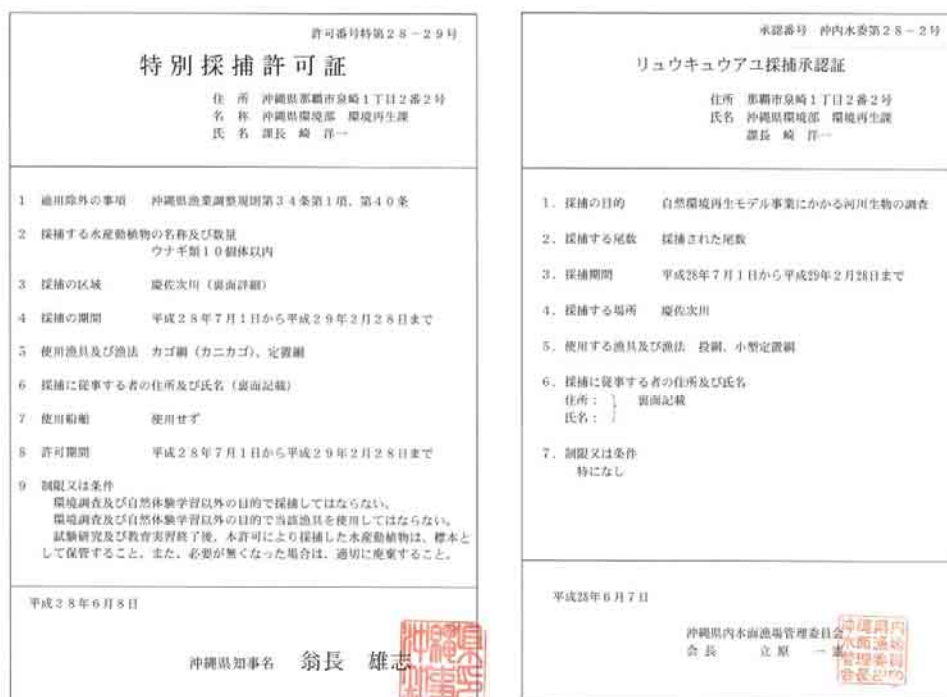 許可番号特第28-29号
特別採捕許可証
住 所 沖縄県那覇市泉崎1丁目2番2号
名 称 沖縄県環境部 環境再生課
氏 名 課長 﨑 洋一
1 適用除外の事項 沖縄県漁業調整規則第34条第1項、第40条
2 採捕する水産動植物の名称及び数量
ウナギ類10個体以内
3 採捕の区域 慶佐次川(裏面詳細)
4 採捕の期間 平成28年7月1日から平成29年2月28日まで
5 使用漁具及び漁法 カゴ網(カニカゴ)、定置網
6 採捕に従事する者の住所及び氏名(裏面記載)
7 使用船舶 使用せず
8 許可期間 平成28年7月1日から平成29年2月28日まで
9 制限又は条件
環境調査及び自然体験学習以外の目的で採捕してはならない。
環境調査及び自然体験学習以外の目的で当該漁具を使用してはならない。
試験研究及び教育実習終了後、本許可により採捕した水産動植物は、標本と
して保管すること。また、必要が無くなった場合は、適切に廃棄すること。
平成28年6月8日
沖縄県知事名 翁長 雄志
承認番号 沖内水委第28-2号
リュウキュウアユ採捕承認証
住所 那覇市泉崎1丁目2番2号
氏名 沖縄県環境部 環境再生課
課長 﨑 洋一
1.採捕の目的 自然環境再生モデル事業にかかる河川生物の調査
2.採捕する尾数 採捕された尾数
3.採捕期間 平成28年7月1日から平成29年2月28日まで
4.採捕する場所 慶佐次川
5.使用する漁具及び漁法 投網、小型定置網
6.採捕に従事する者の住所及び氏名
住所: 裏面記載
氏名:
7.制限又は条件
特になし
平成28年6月7日
沖縄県内水面漁場管理委員会
会 長 立 原 一 憲